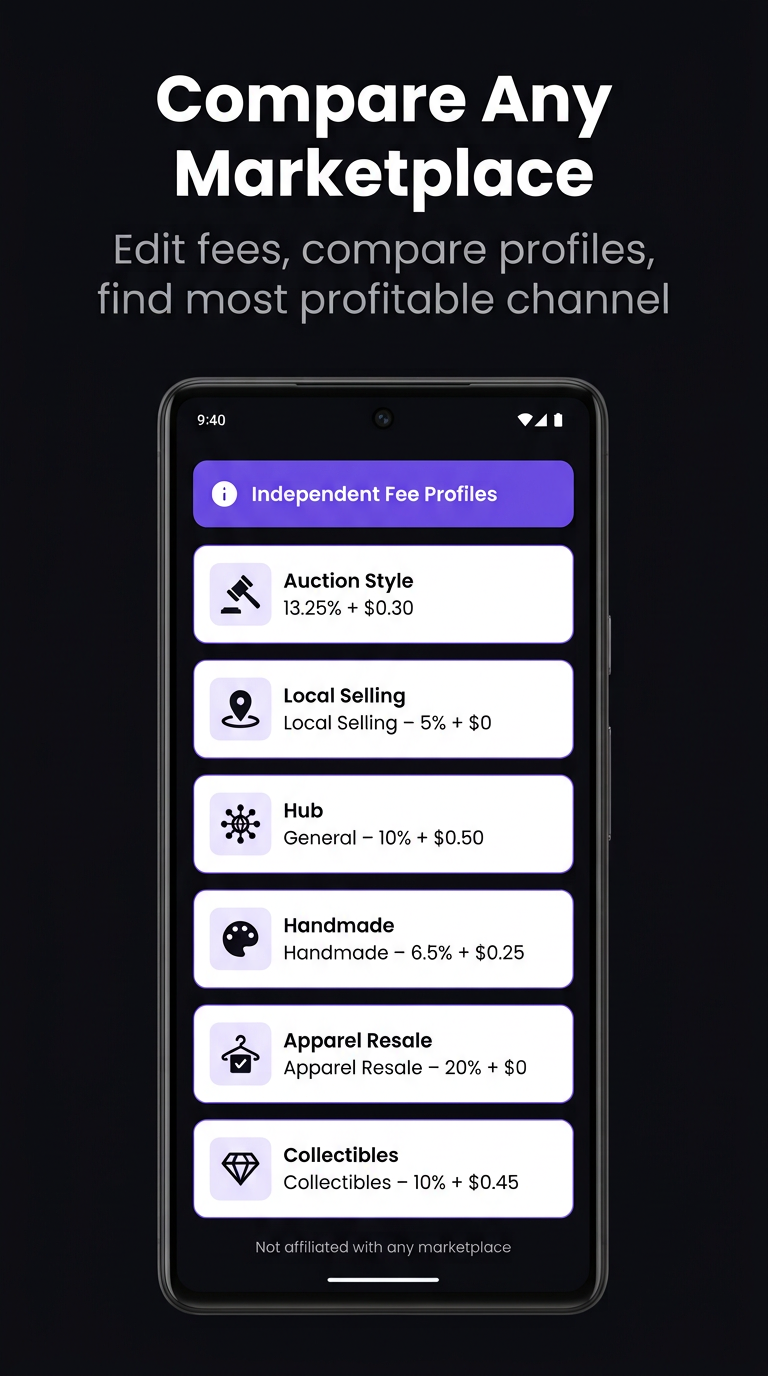 Compare Any
Marketplace
Edit fees, compare profiles,
find most profitable channel
9:40
Independent Fee Profiles
Auction Style
13.25% + $0.30
Local Selling
Local Selling – 5% + $0
Hub
General – 10% + $0.50
Handmade
Handmade – 6.5% + $0.25
Apparel Resale
Apparel Resale – 20% + $0
Collectibles
Collectibles – 10% + $0.45
Not affiliated with any marketplace